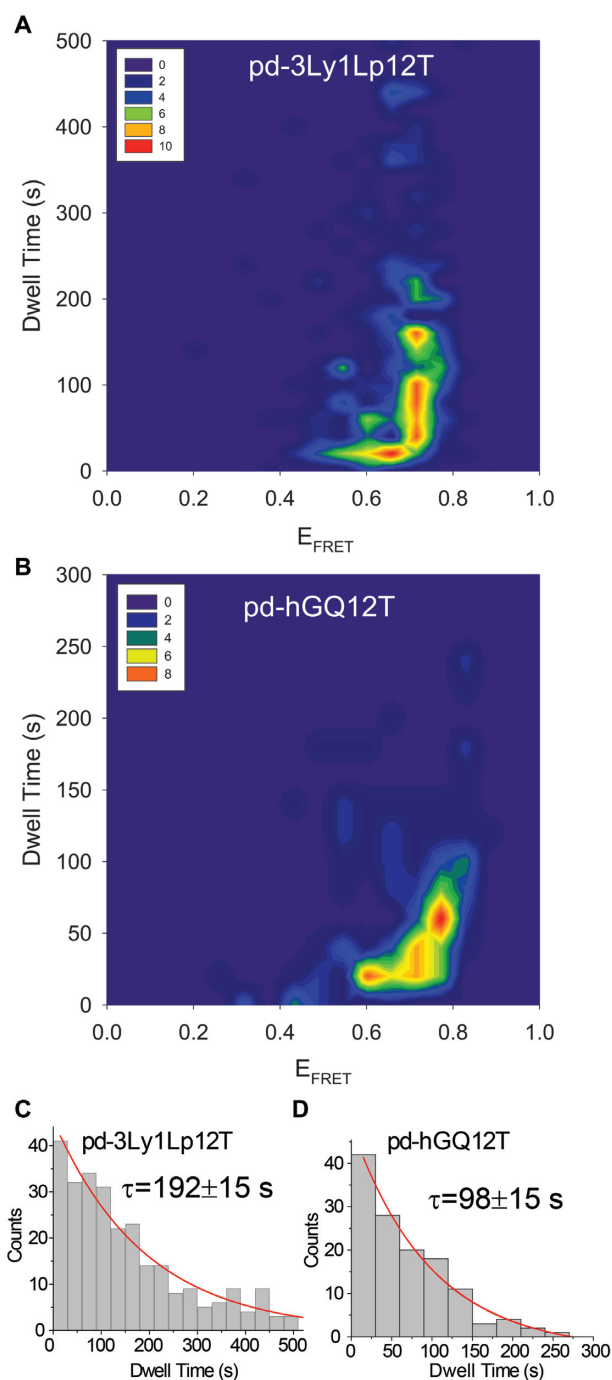 A
pd-3Ly1Lp12T
0
2
4
6
8
10
500
400
300
200
100
0
Dwell Time (s)
0.0 0.2 0.4 0.6 0.8 1.0
E_FRET
B
pd-hGQ12T
0
2
4
6
8
300
250
200
150
100
50
0
Dwell Time (s)
0.0 0.2 0.4 0.6 0.8 1.0
E_FRET
C
pd-3Ly1Lp12T
τ=192±15 s
40
30
20
10
0
Counts
0 100 200 300 400 500
Dwell Time (s)
D
pd-hGQ12T
τ=98±15 s
40
30
20
10
0
Counts
0 50 100 150 200 250 300
Dwell Time (s)